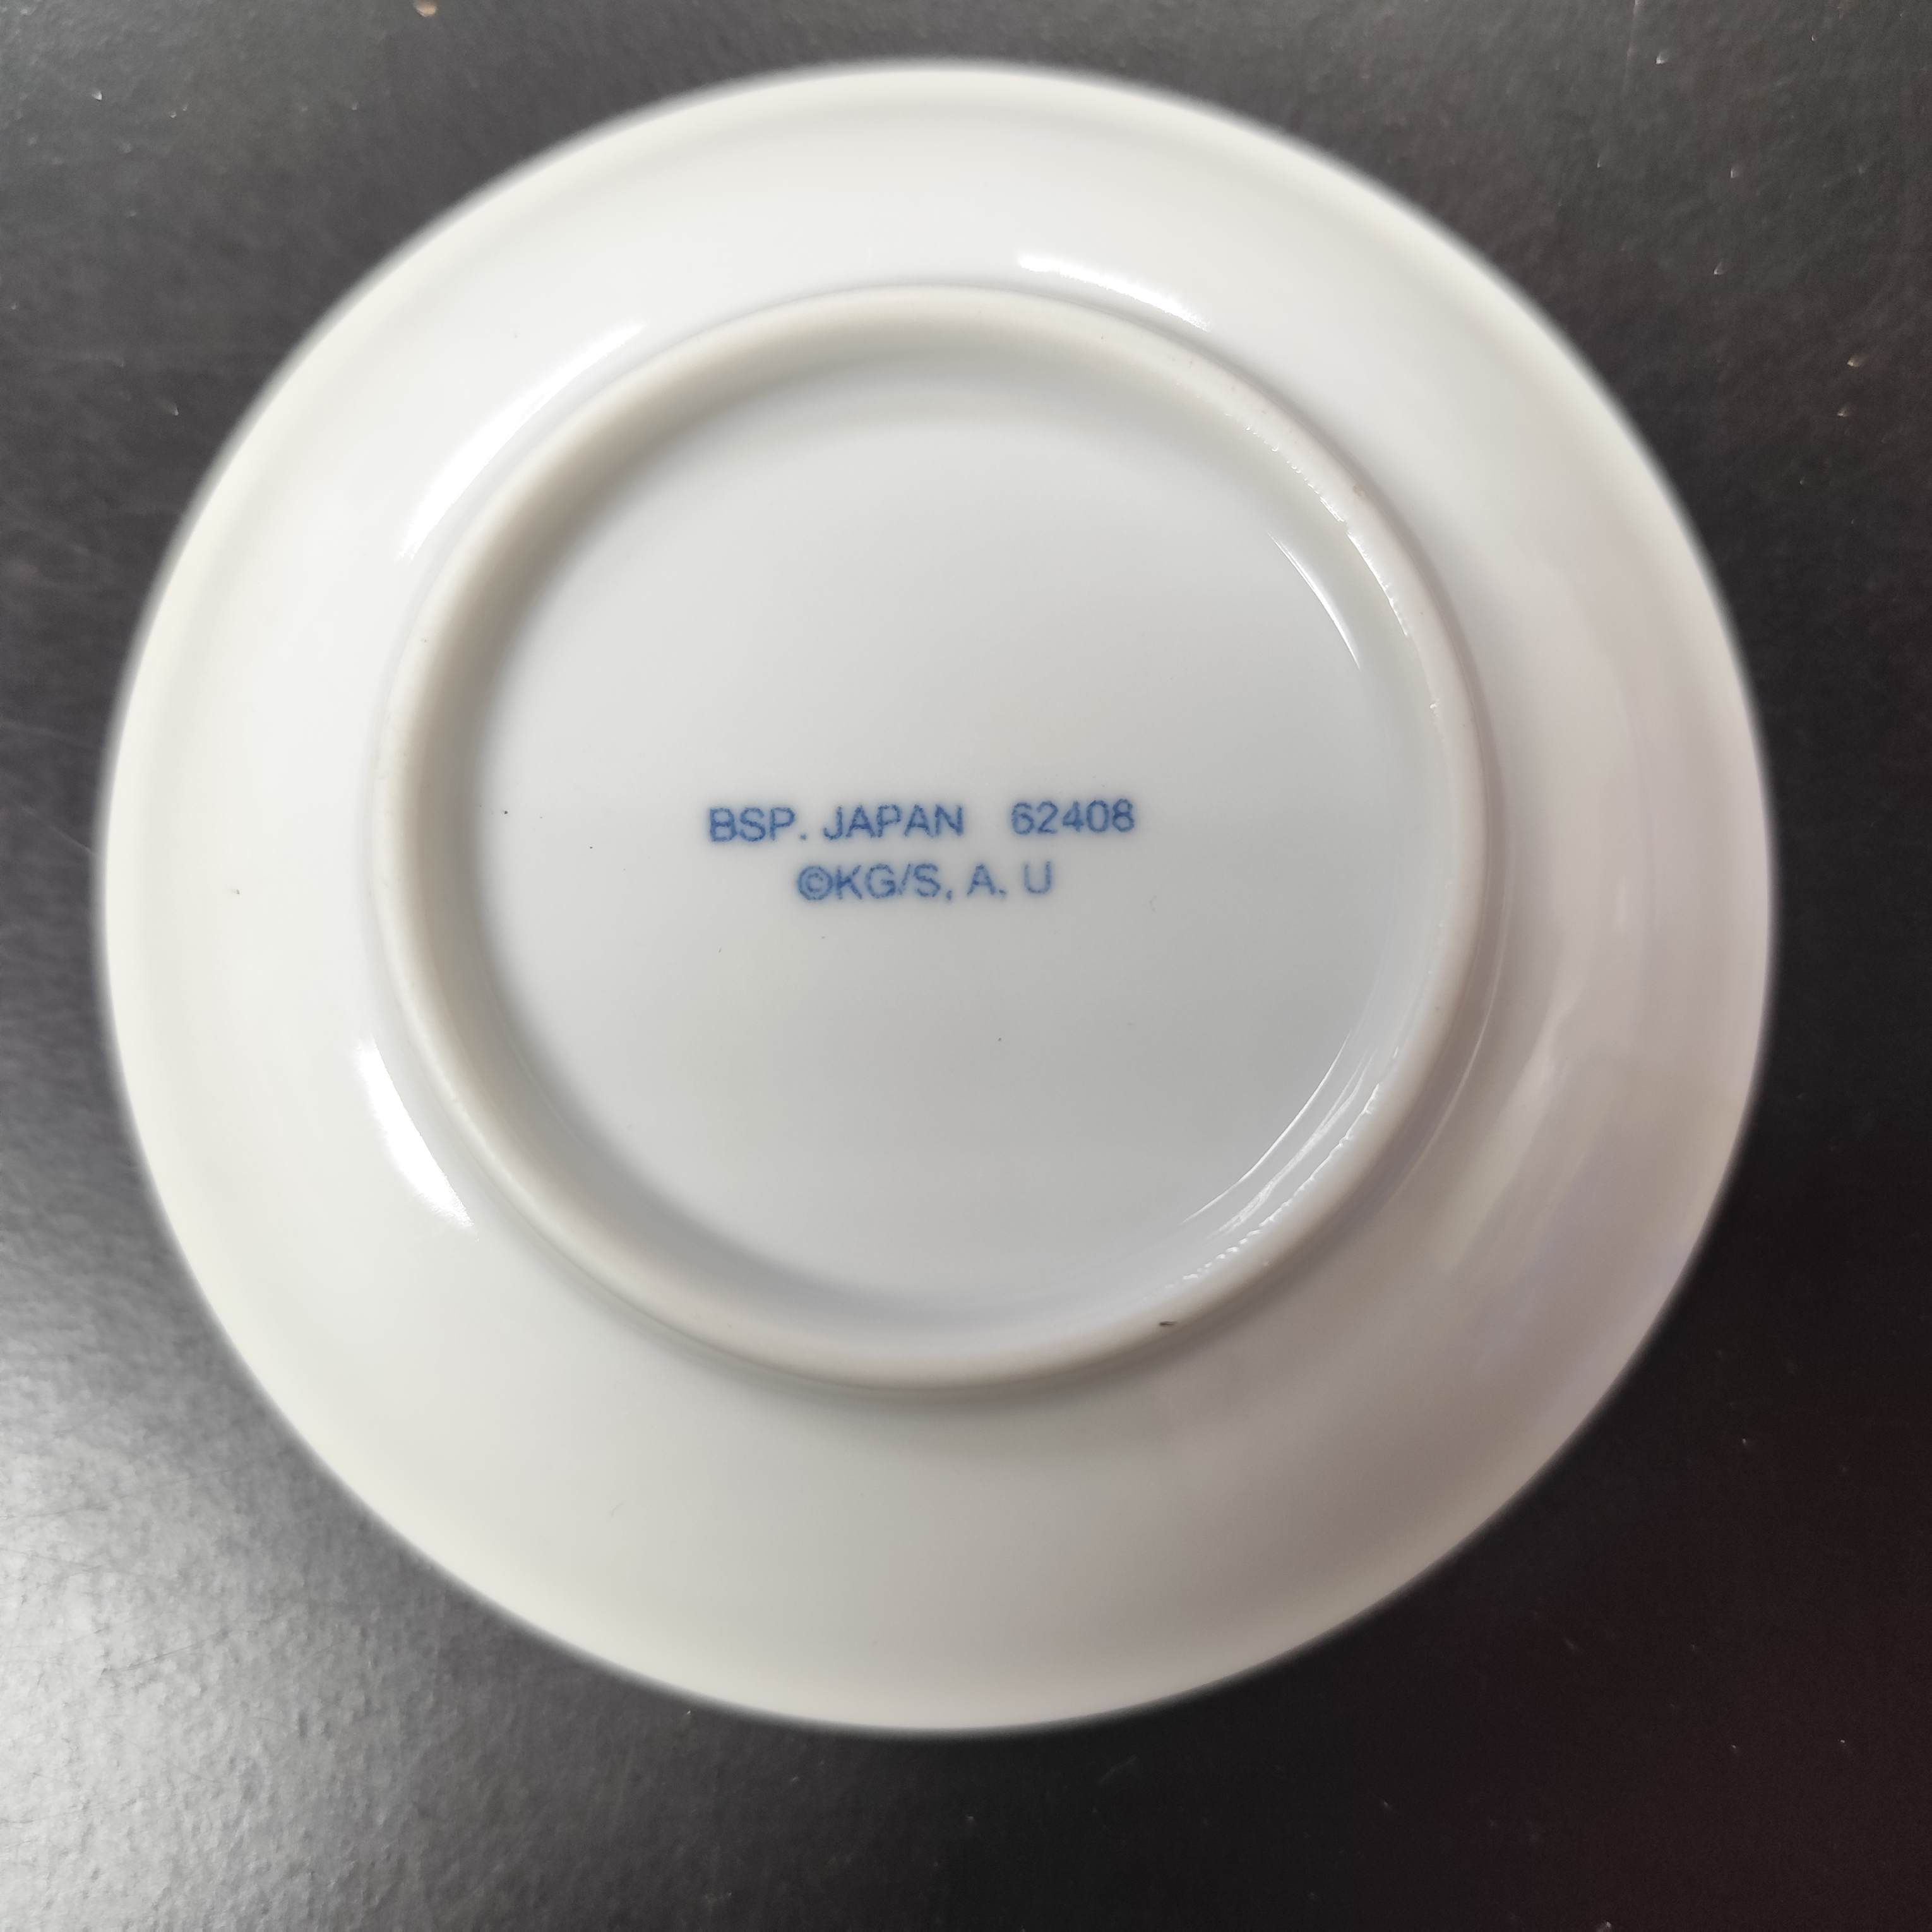 BSP. JAPAN 62408
©KG/S, A. U